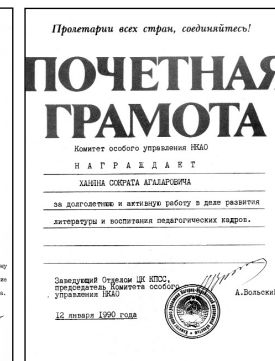 Пролетарии всех стран, соединяйтесь!
ПОЧЕТНАЯ
ГРАМОТА
Комитет особого управления НКАО
НАГРАЖДАЕТ
ХАНЯНА СОКРАТА АГАЛАРОВИЧА
за долголетнюю и активную работу в деле развития
литературы и воспитания педагогических кадров.
Заведующий Отделом ЦК КПСС,
председатель Комитета особого
управления НКАО
А.Вольский
12 января 1990 года